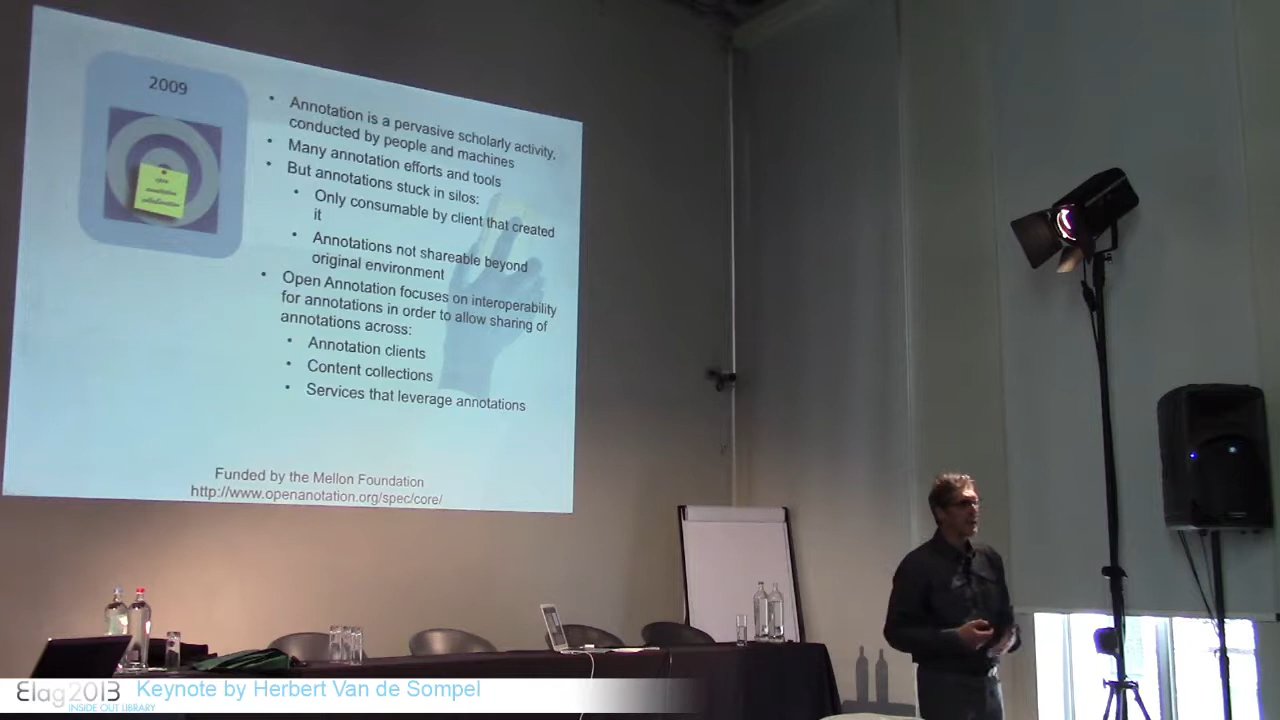 2009
open
annotation
collaboration
• Annotation is a pervasive scholarly activity,
conducted by people and machines
• Many annotation efforts and tools
• But annotations stuck in silos:
• Only consumable by client that created
it
• Annotations not shareable beyond
original environment
• Open Annotation focuses on interoperability
for annotations in order to allow sharing of
annotations across:
• Annotation clients
• Content collections
• Services that leverage annotations
Funded by the Mellon Foundation
http://www.openanotation.org/spec/core/
Elag2013 Keynote by Herbert Van de Sompel
INSIDE OUT LIBRARY